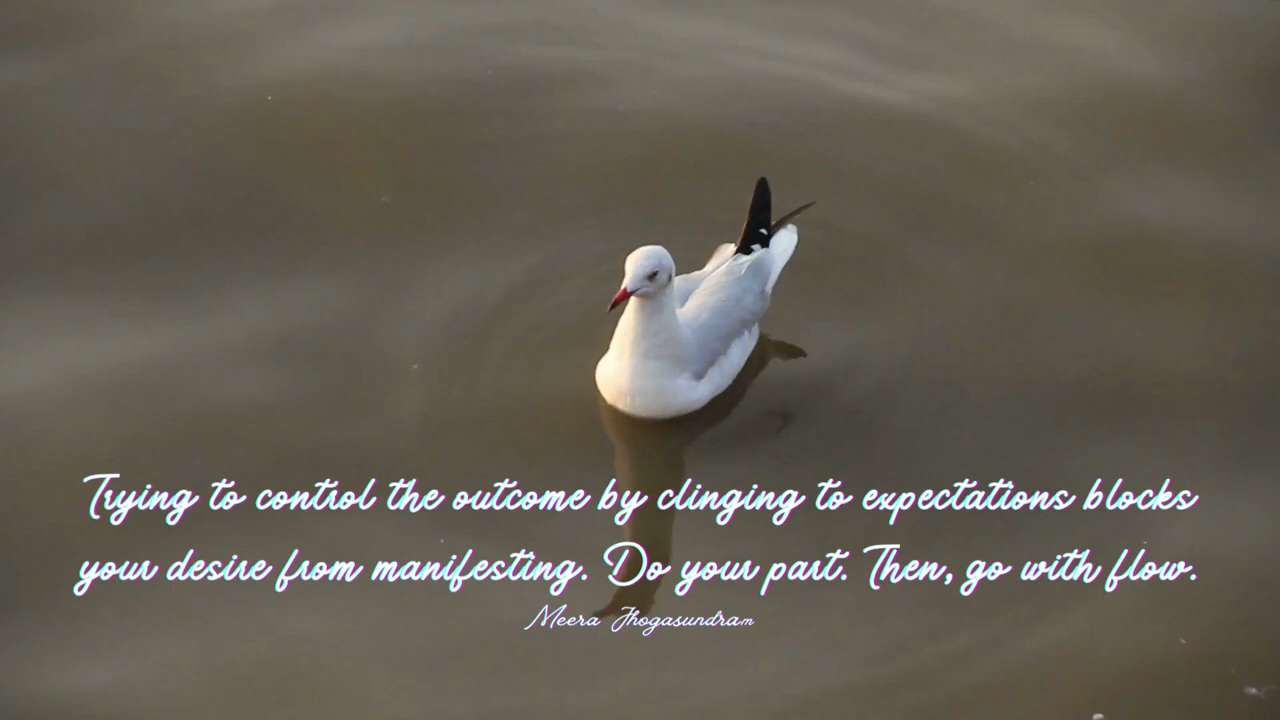 Trying to control the outcome by clinging to expectations blocks
your desire from manifesting. Do your part. Then, go with flow.
Meera Jhogasundram